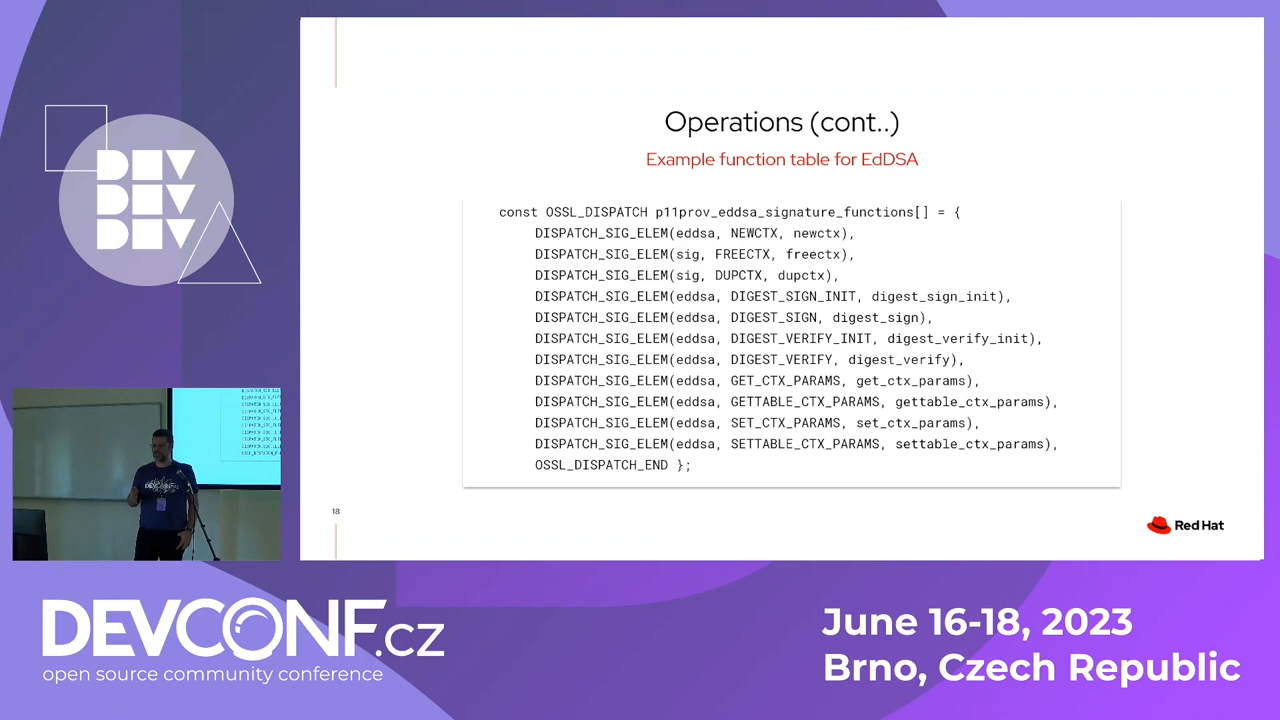 DEV
DEV
DEV
Operations (cont..)
Example function table for EdDSA
const OSSL_DISPATCH p11prov_eddsa_signature_functions[] = {
DISPATCH_SIG_ELEM(eddsa, NEWCTX, newctx),
DISPATCH_SIG_ELEM(sig, FREECTX, freectx),
DISPATCH_SIG_ELEM(sig, DUPCTX, dupctx),
DISPATCH_SIG_ELEM(eddsa, DIGEST_SIGN_INIT, digest_sign_init),
DISPATCH_SIG_ELEM(eddsa, DIGEST_SIGN, digest_sign),
DISPATCH_SIG_ELEM(eddsa, DIGEST_VERIFY_INIT, digest_verify_init),
DISPATCH_SIG_ELEM(eddsa, DIGEST_VERIFY, digest_verify),
DISPATCH_SIG_ELEM(eddsa, GET_CTX_PARAMS, get_ctx_params),
DISPATCH_SIG_ELEM(eddsa, GETTABLE_CTX_PARAMS, gettable_ctx_params),
DISPATCH_SIG_ELEM(eddsa, SET_CTX_PARAMS, set_ctx_params),
DISPATCH_SIG_ELEM(eddsa, SETTABLE_CTX_PARAMS, settable_ctx_params),
OSSL_DISPATCH_END };
18
Red Hat
DEVCONF.cz
open source community conference
June 16-18, 2023
Brno, Czech Republic